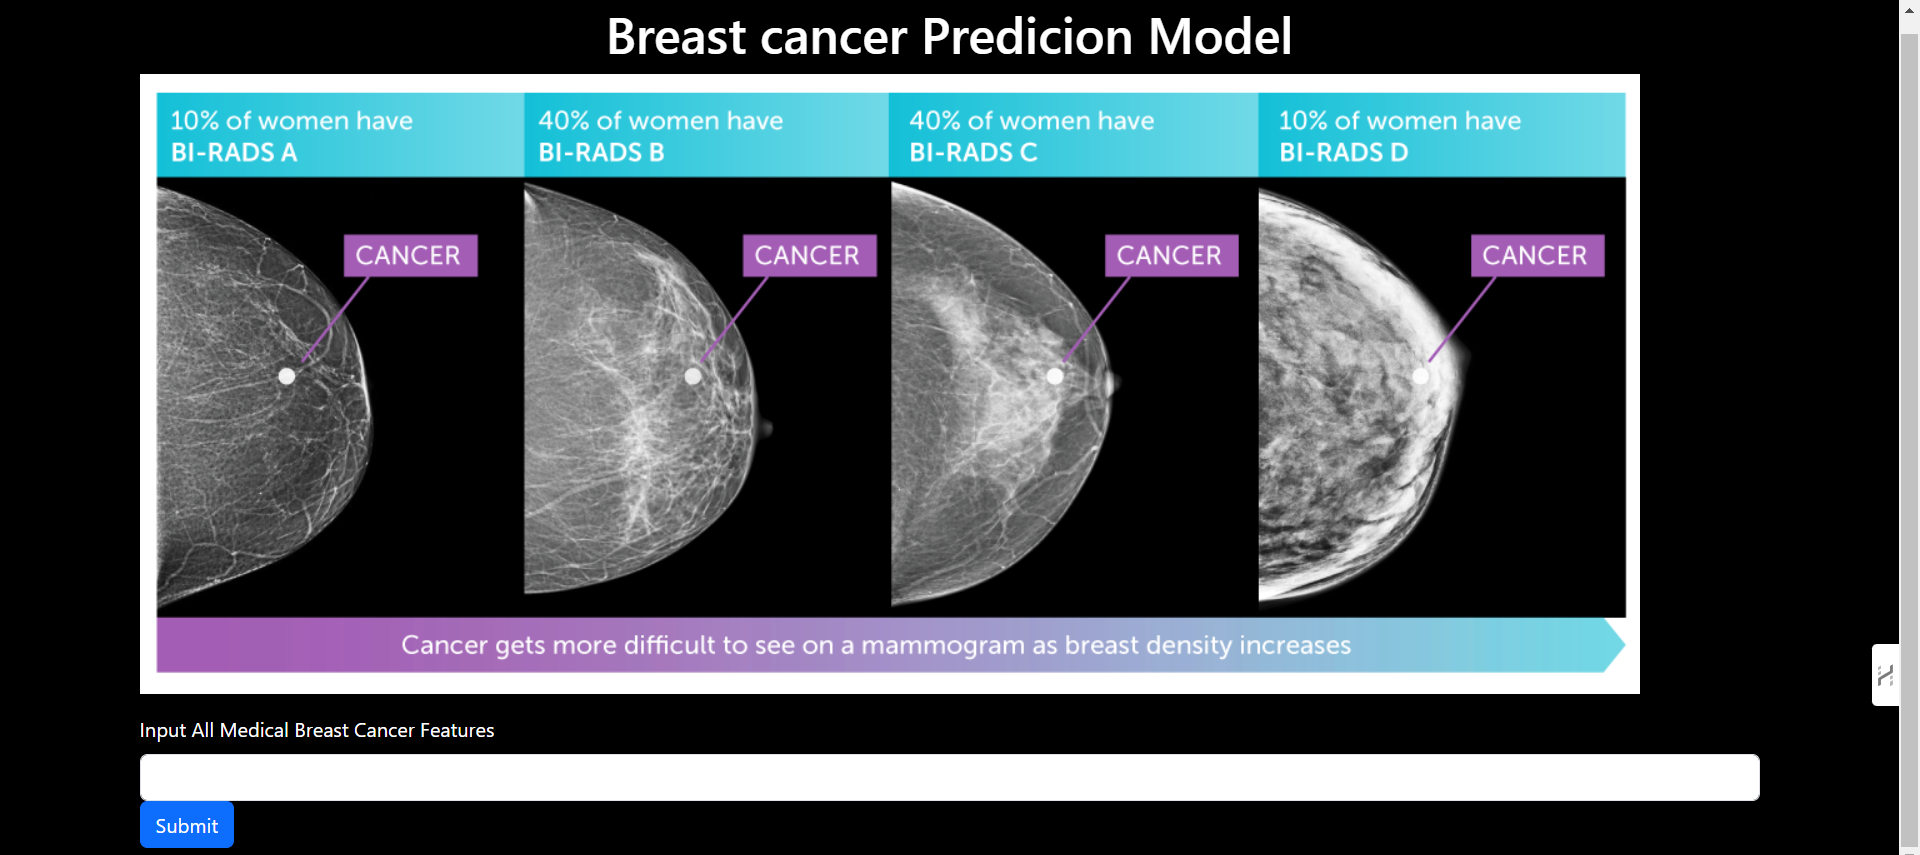 Breast cancer Predicion Model
10% of women have
BI-RADS A
40% of women have
BI-RADS B
40% of women have
BI-RADS C
10% of women have
BI-RADS D
CANCER
CANCER
CANCER
CANCER
Cancer gets more difficult to see on a mammogram as breast density increases
Input All Medical Breast Cancer Features
Submit